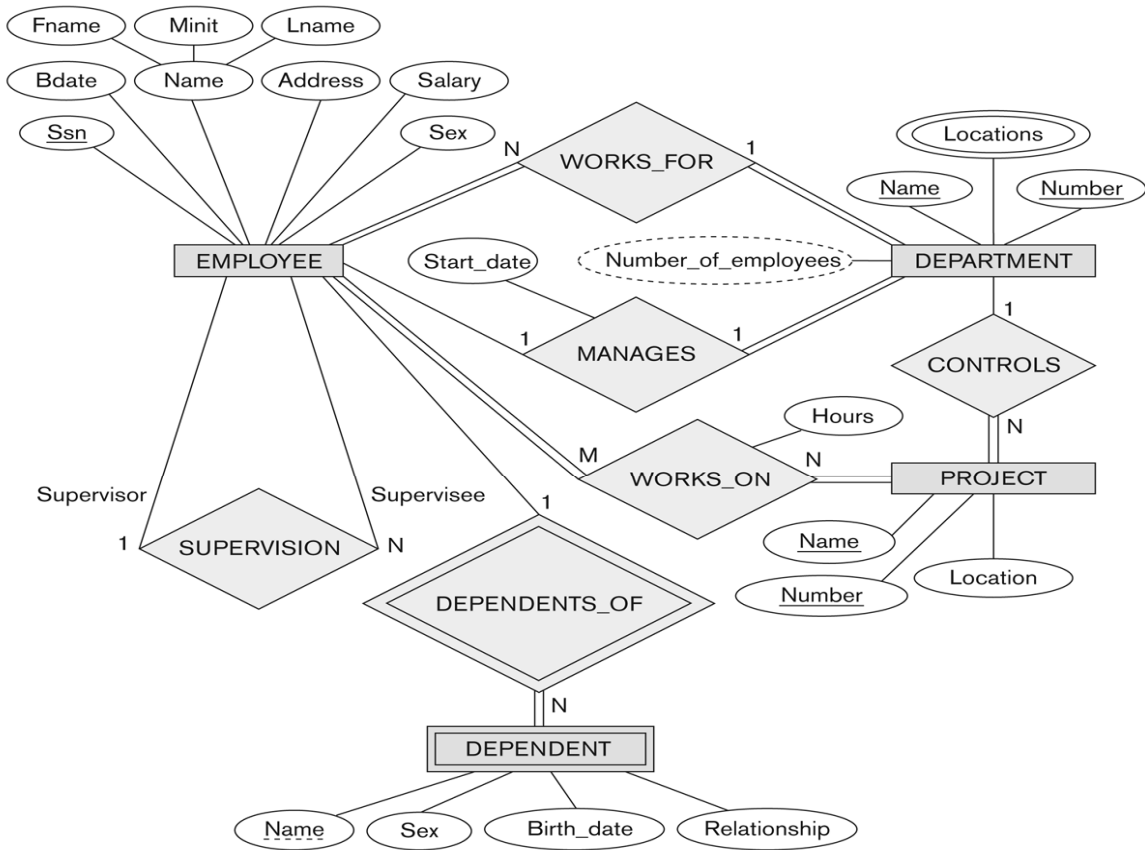 Fname
Minit
Lname
Bdate
Name
Address
Salary
Ssn
Sex
N
WORKS_FOR
1
Locations
Name
Number
EMPLOYEE
Start_date
Number_of_employees
DEPARTMENT
1
MANAGES
1
1
CONTROLS
N
Hours
M
WORKS_ON
N
PROJECT
Supervisor
Supervisee
1
SUPERVISION
N
1
Name
Number
Location
DEPENDENTS_OF
N
DEPENDENT
Name
Sex
Birth_date
Relationship